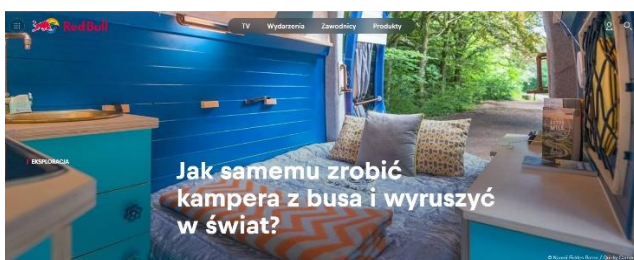 Red Bull
TV Wydarzenia Zawodnicy Produkty
EKSPLORACJA
Jak samemu zrobić
kampera z busa i wyruszyć
w świat?